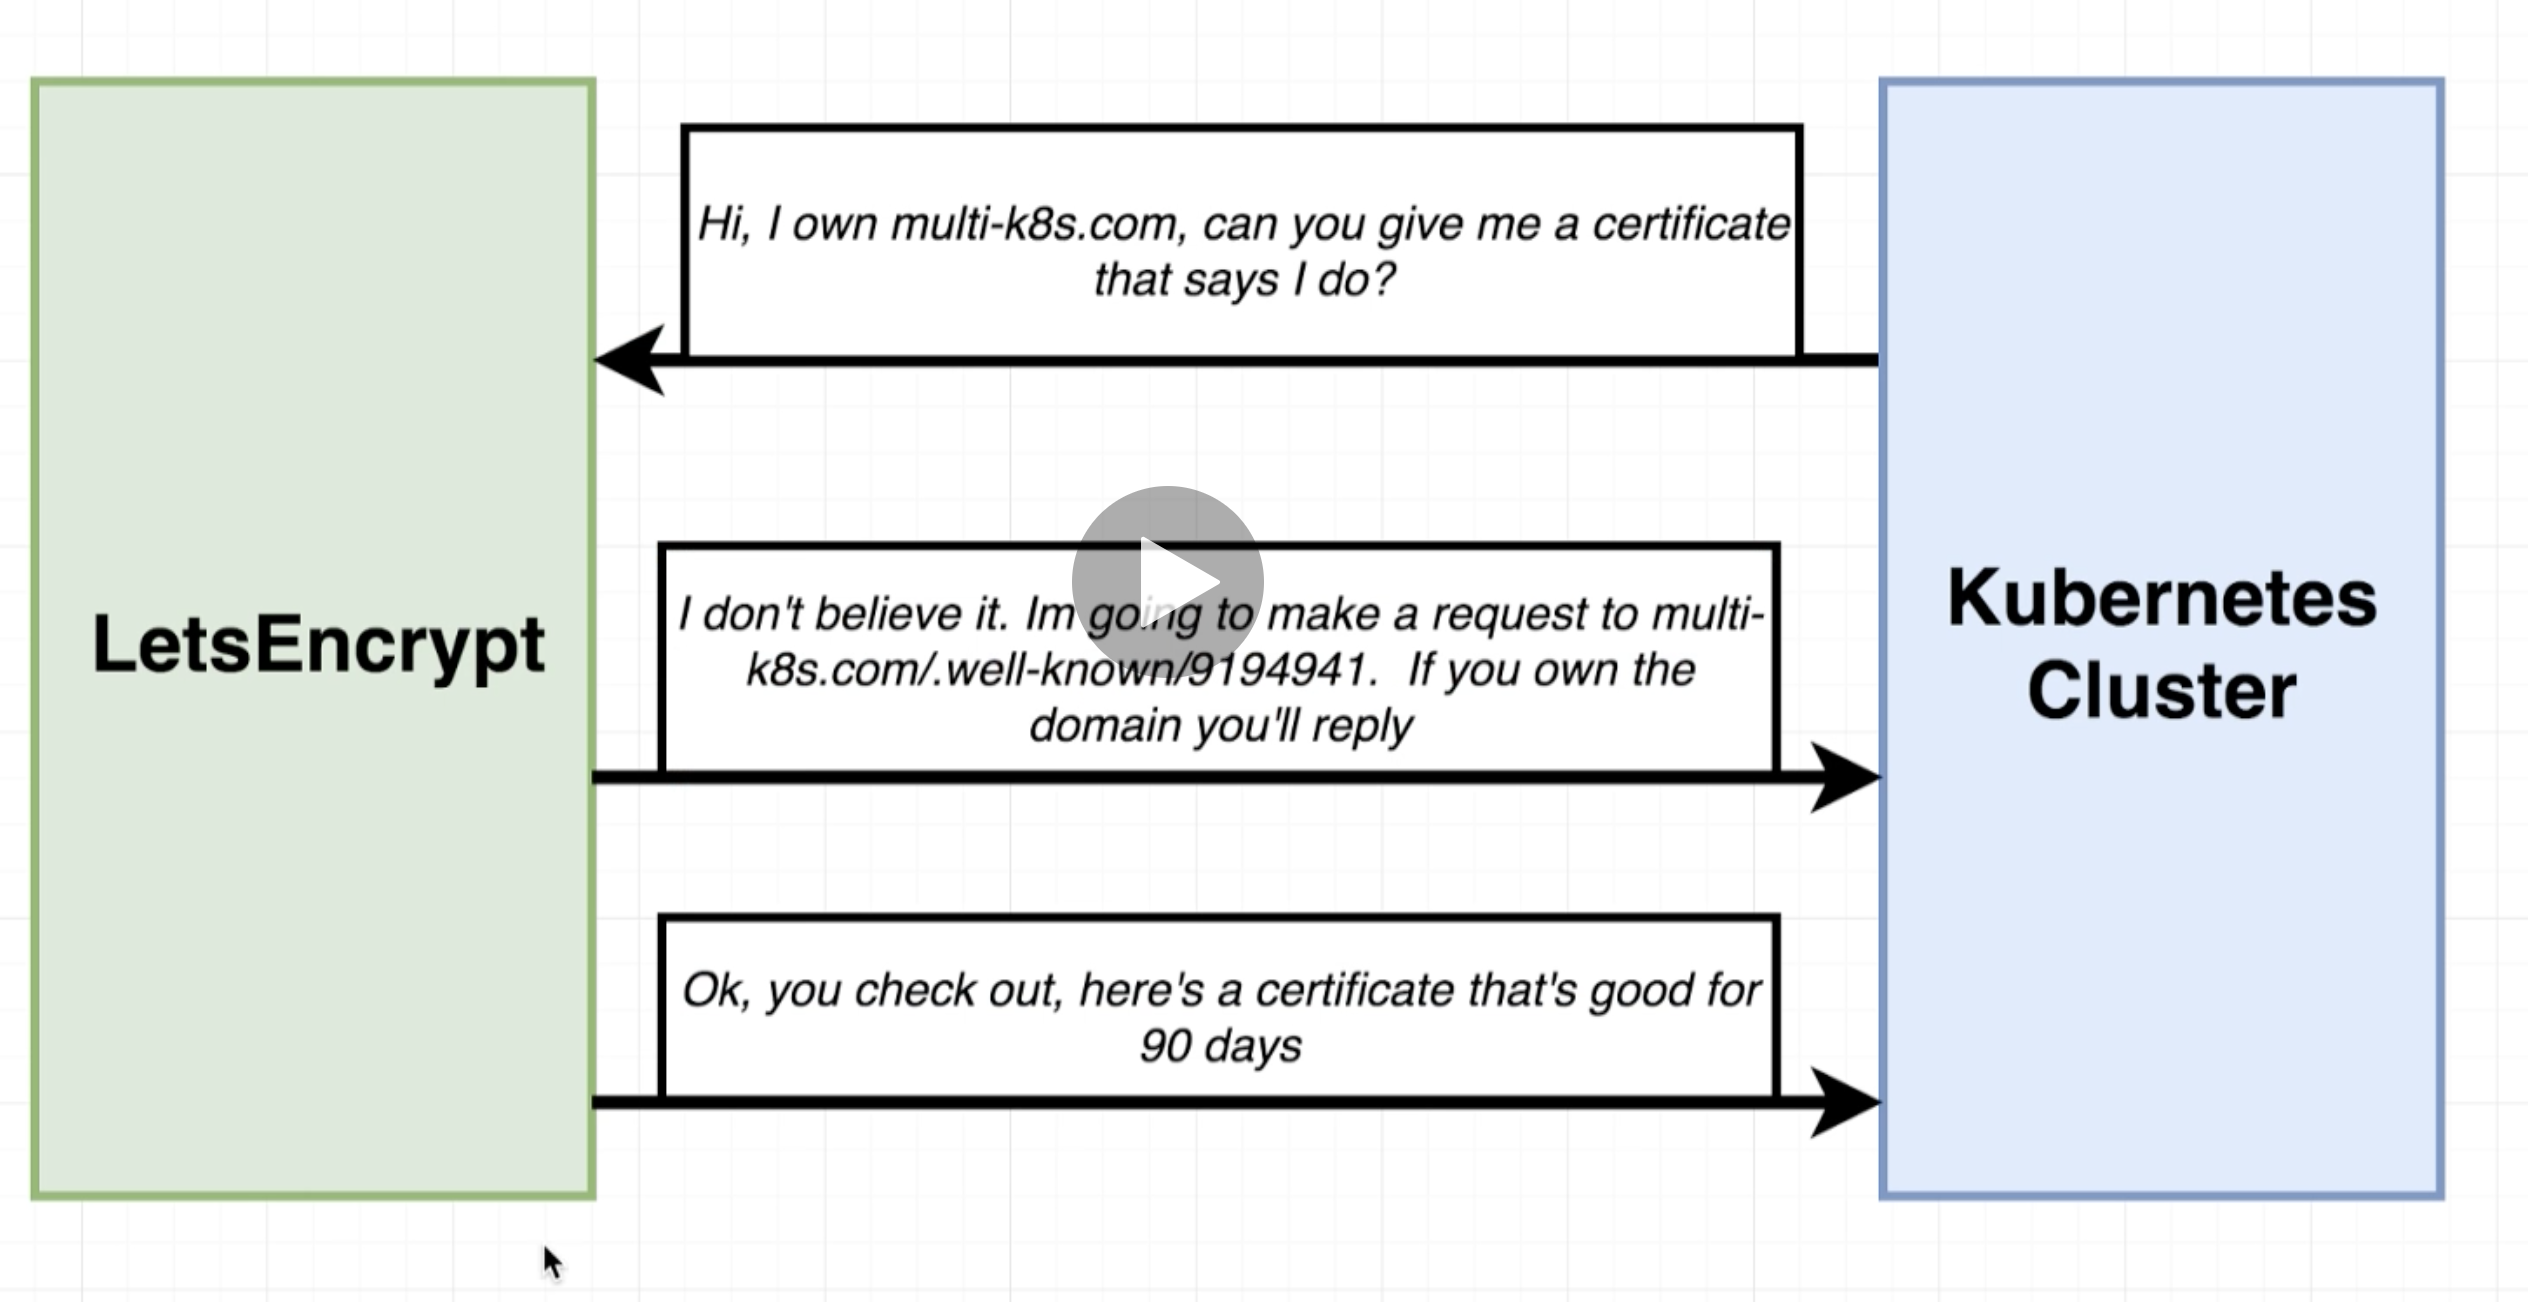 Hi, I own multi-k8s.com, can you give me a certificate
that says I do?
LetsEncrypt
I don't believe it. Im going to make a request to multi-
k8s.com/.well-known/9194941.  If you own the
domain you'll reply
Kubernetes
Cluster
Ok, you check out, here's a certificate that's good for
90 days